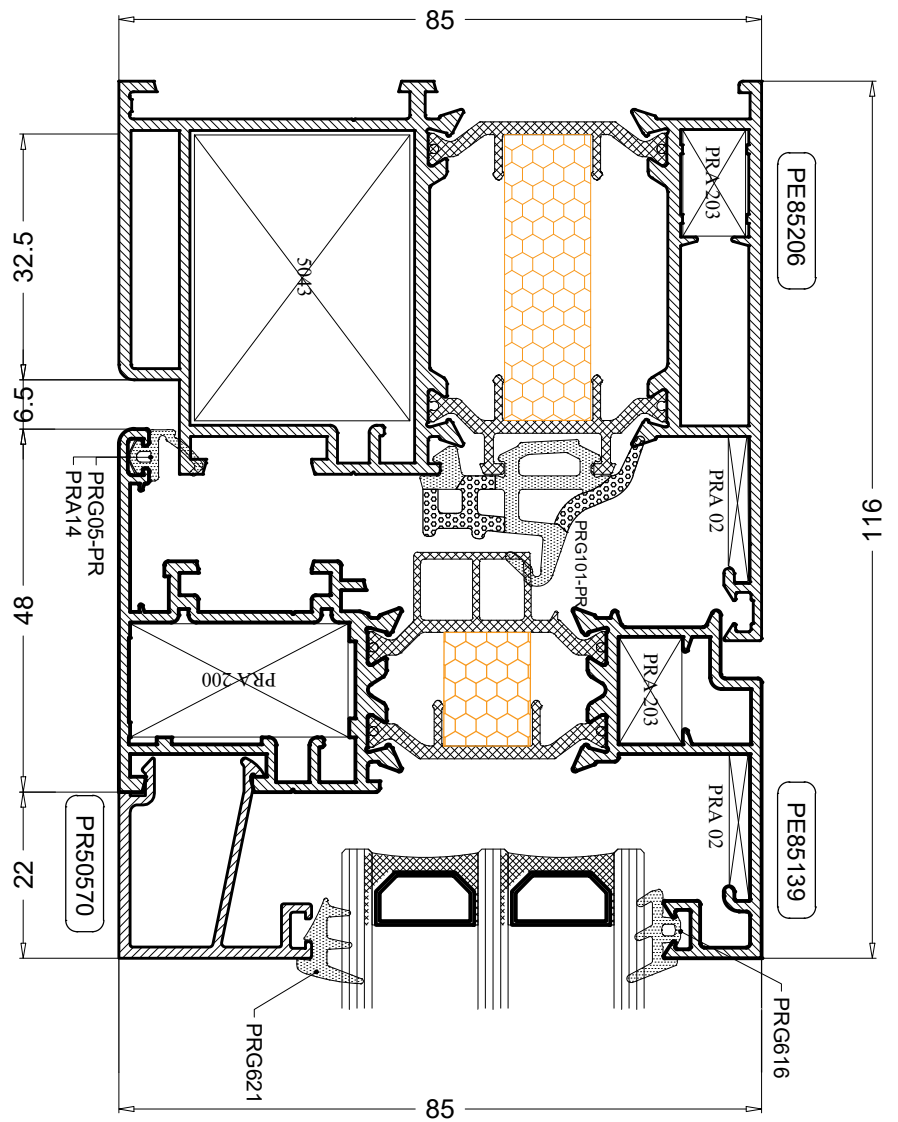 85
PE85206
PRA 203
32.5
5043
6.5
PRG05-PR
PRA14
PRA 02
116
PRG101-PR
48
PRA 200
PRA 203
PRA 02
PE85139
PR50570
22
PRG621
PRG616
85